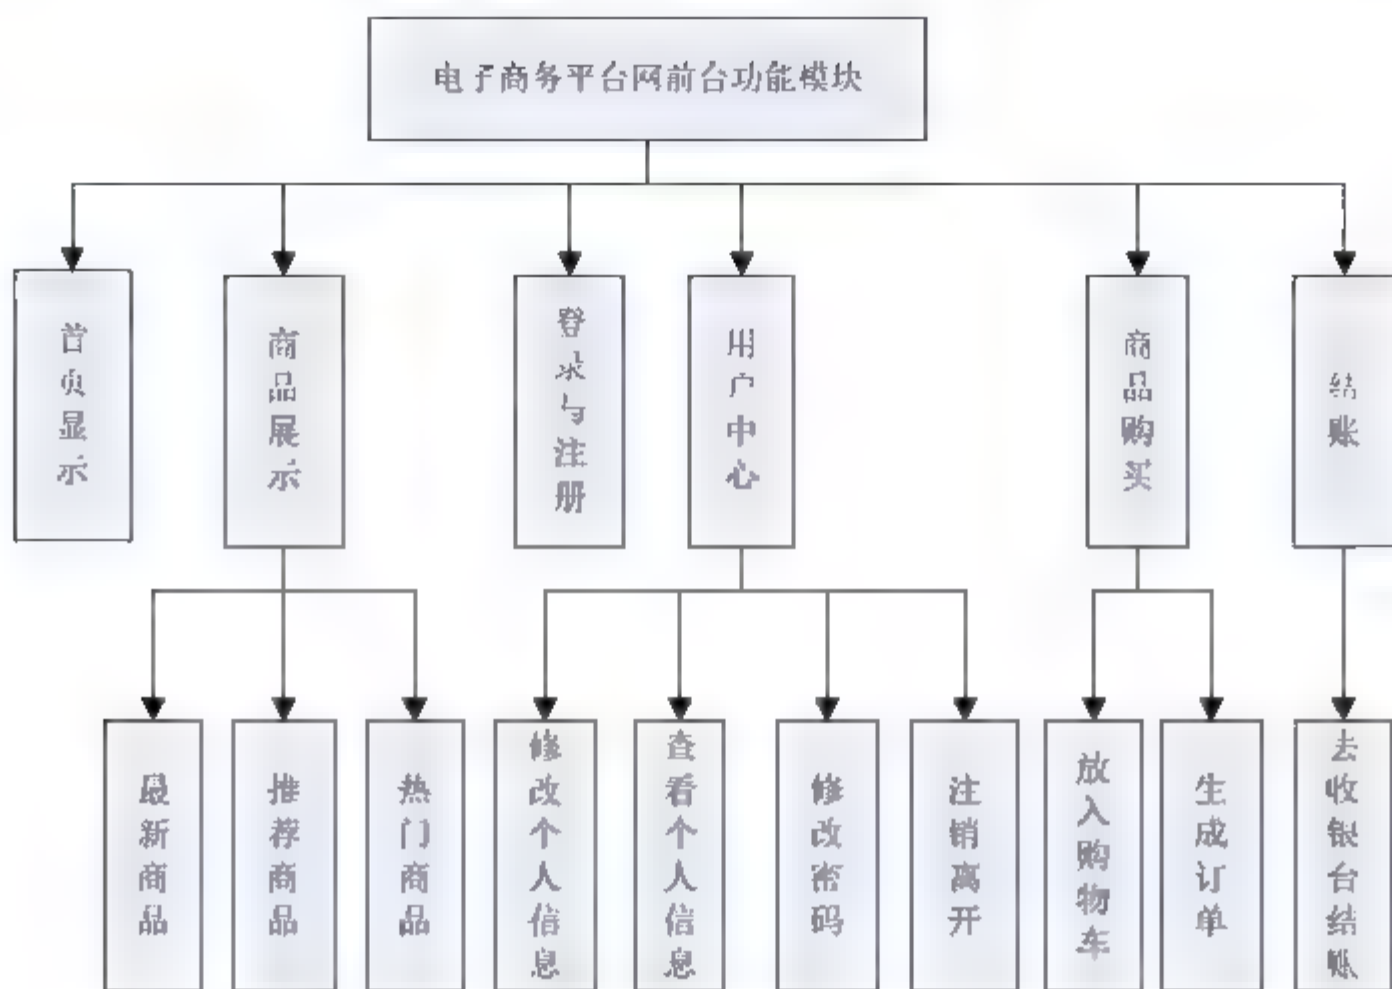 电子商务平台网前台功能模块
首页显示
商品展示
登录与注册
用户中心
商品购买
结账
最新商品
推荐商品
热门商品
修改个人信息
查看个人信息
修改密码
注销离开
放入购物车
生成订单
去收银台结账